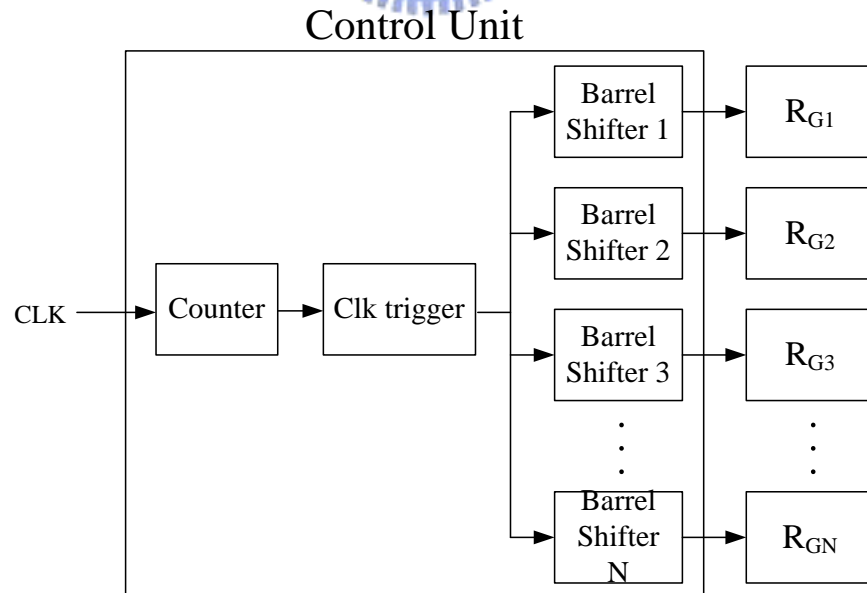 Control Unit
CLK
Counter
Clk trigger
Barrel
Shifter 1
Barrel
Shifter 2
Barrel
Shifter 3
Barrel
Shifter
N
RG1
RG2
RG3
RGN